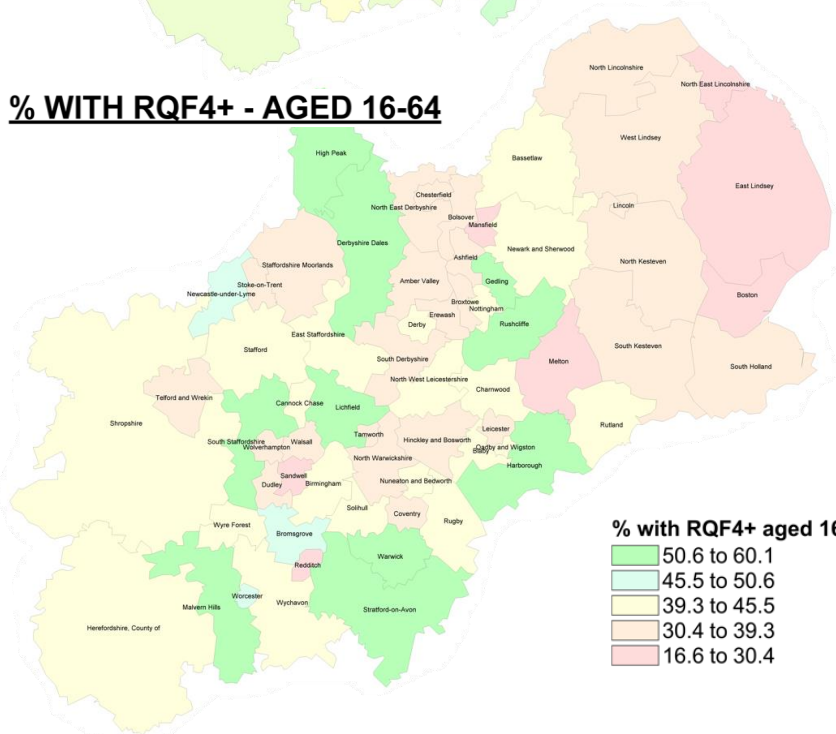 % WITH RQF4+ - AGED 16-64
North Lincolnshire
North East Lincolnshire
High Peak
West Lindsey
Bassetlaw
East Lindsey
Chesterfield
North East Derbyshire
Lincoln
Bolsover
Mansfield
Derbyshire Dales
Newark and Sherwood
Ashfield
North Kesteven
Staffordshire Moorlands
Amber Valley
Gedling
Stoke-on-Trent
Newcastle-under-Lyme
Boston
Broxtowe
Nottingham
Erewash
Derby
Rushcliffe
East Staffordshire
South Kesteven
Stafford
South Derbyshire
Melton
South Holland
North West Leicestershire
Charnwood
Telford and Wrekin
Cannock Chase
Lichfield
Shropshire
Rutland
Leicester
Tamworth
Hinckley and Bosworth
South Staffordshire
Walsall
Wolverhampton
Oadby and Wigston
Blaby
North Warwickshire
Harborough
Sandwell
Nuneaton and Bedworth
Dudley
Birmingham
Solihull
Coventry
Rugby
Wyre Forest
Bromsgrove
Warwick
Redditch
Worcester
Wychavon
Malvern Hills
Stratford-on-Avon
Herefordshire, County of
% with RQF4+ aged 16
50.6 to 60.1
45.5 to 50.6
39.3 to 45.5
30.4 to 39.3
16.6 to 30.4